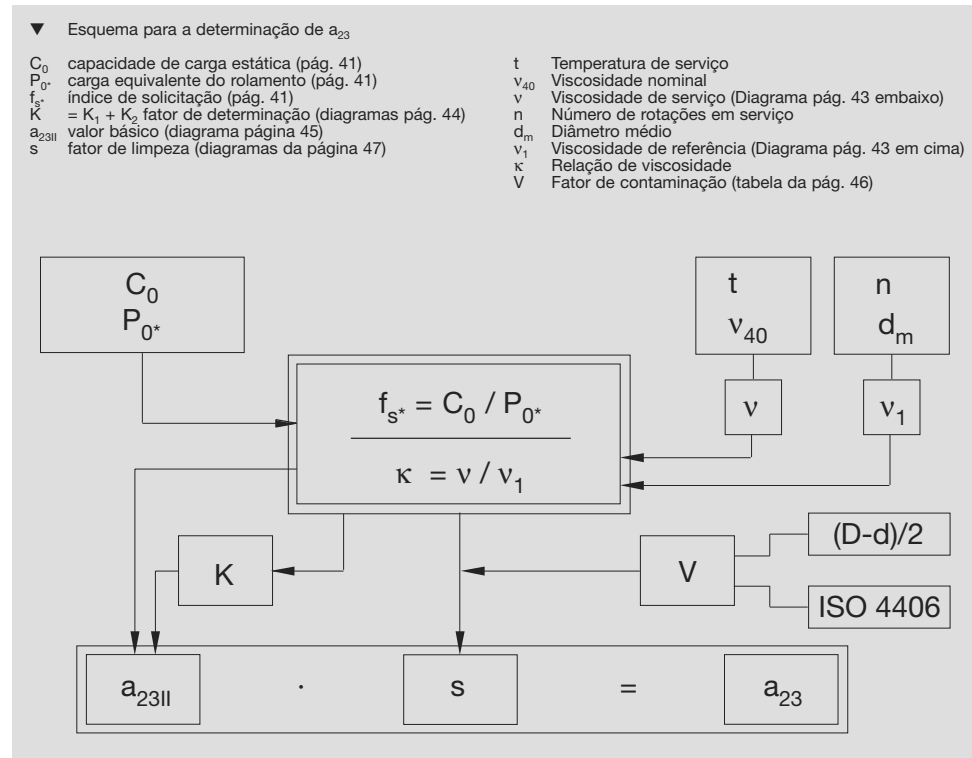 ▼ Esquema para a determinação de a₂₃
C₀ capacidade de carga estática (pág. 41)
P₀* carga equivalente do rolamento (pág. 41)
fₛ* índice de solicitação (pág. 41)
K = K₁ + K₂ fator de determinação (diagramas pág. 44)
a₂₃II valor básico (diagrama página 45)
s fator de limpeza (diagramas da página 47)
t Temperatura de serviço
ν₄₀ Viscosidade nominal
ν Viscosidade de serviço (Diagrama pág. 43 embaixo)
n Número de rotações em serviço
dₘ Diâmetro médio
ν₁ Viscosidade de referência (Diagrama pág. 43 em cima)
κ Relação de viscosidade
V Fator de contaminação (tabela da pág. 46)
C₀
P₀*
t
ν₄₀
n
dₘ
fₛ* = C₀ / P₀*
κ = ν / ν₁
ν
ν₁
K
V
(D-d)/2
ISO 4406
a₂₃II · s = a₂₃